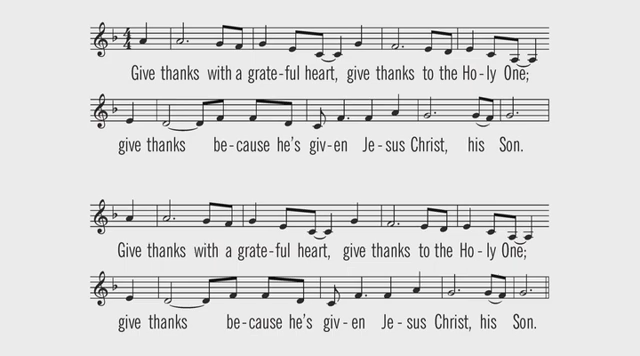 Give thanks with a grate-ful heart, give thanks to the Ho-ly One;
give thanks be-cause he's giv-en Je-sus Christ, his Son.
Give thanks with a grate-ful heart, give thanks to the Ho-ly One;
give thanks be-cause he's giv-en Je-sus Christ, his Son.